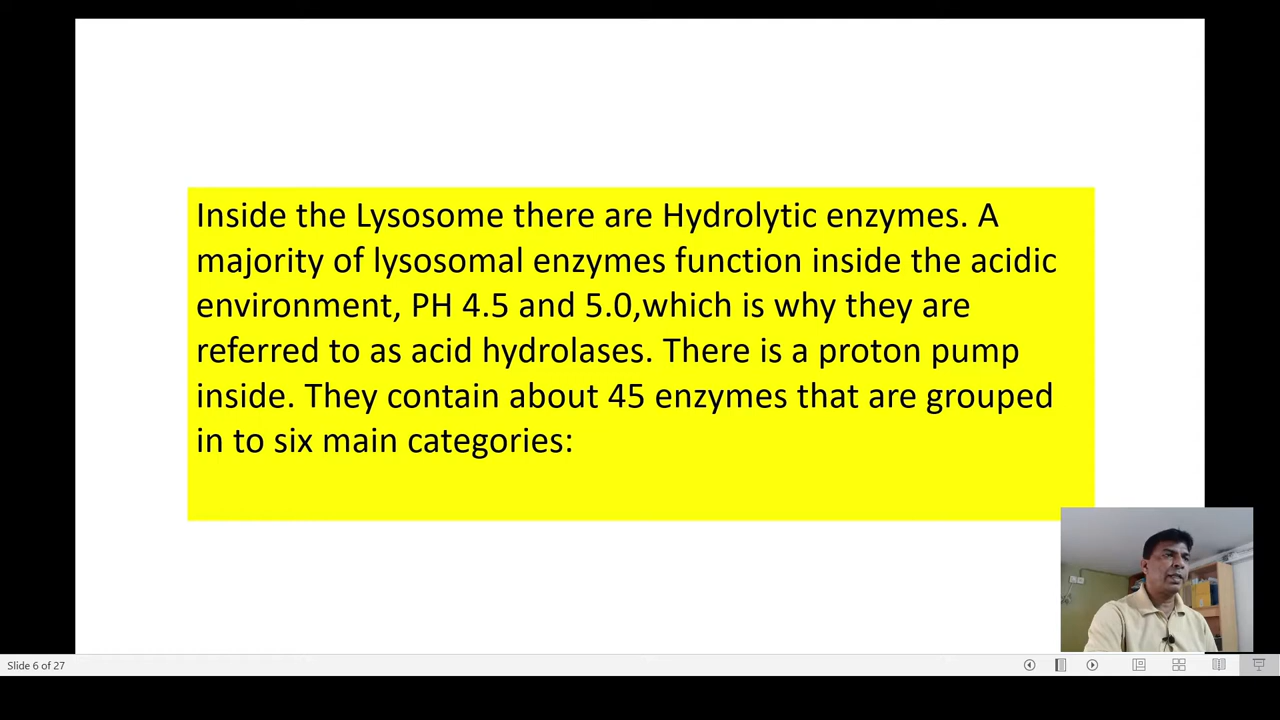 Inside the Lysosome there are Hydrolytic enzymes. A
majority of lysosomal enzymes function inside the acidic
environment, PH 4.5 and 5.0,which is why they are
referred to as acid hydrolases. There is a proton pump
inside. They contain about 45 enzymes that are grouped
in to six main categories:
Slide 6 of 27